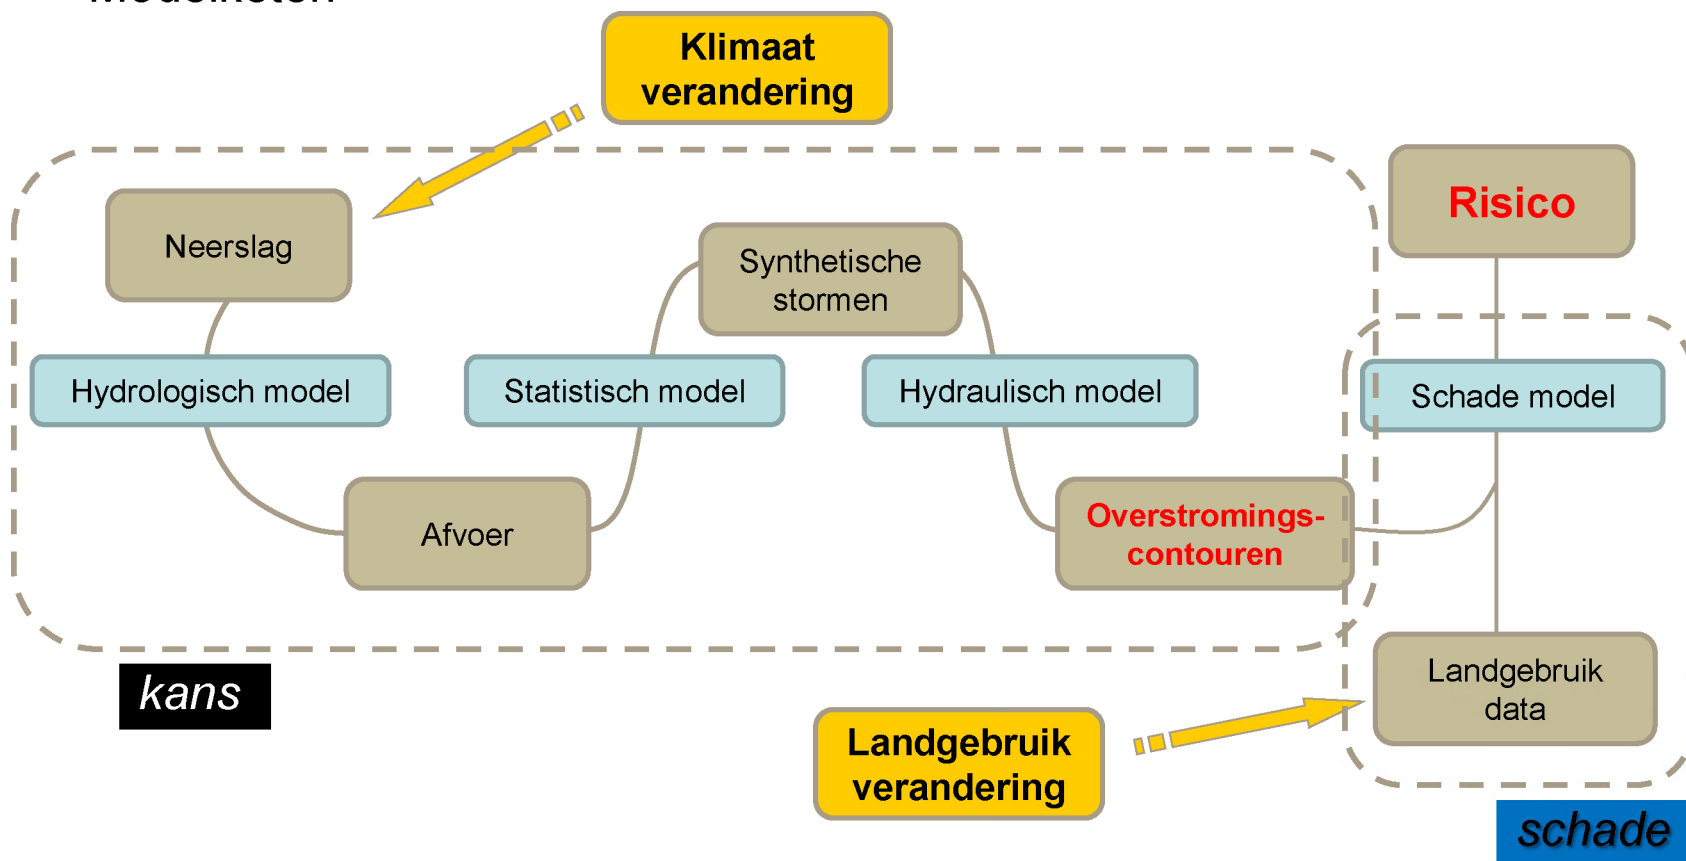 Modelketen
Klimaat
verandering
Neerslag
Synthetische
stormen
Risico
Hydrologisch model
Statistisch model
Hydraulisch model
Schade model
Afvoer
Overstromings-
contouren
kans
Landgebruik
data
Landgebruik
verandering
schade